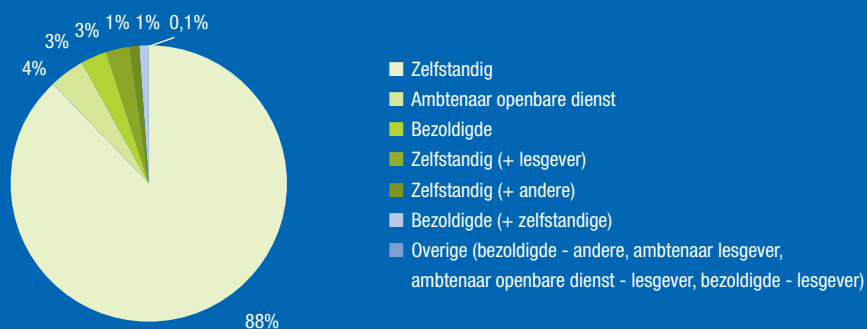 3% 3% 1% 1% 0,1%
4%
88%
Zelfstandig
Ambtenaar openbare dienst
Bezoldigde
Zelfstandig (+ lesgever)
Zelfstandig (+ andere)
Bezoldigde (+ zelfstandige)
Overige (bezoldigde - andere, ambtenaar lesgever,
ambtenaar openbare dienst - lesgever, bezoldigde - lesgever)